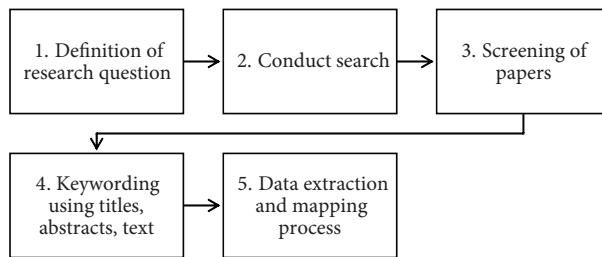 1. Definition of
research question
2. Conduct search
3. Screening of
papers
4. Keywording
using titles,
abstracts, text
5. Data extraction
and mapping
process